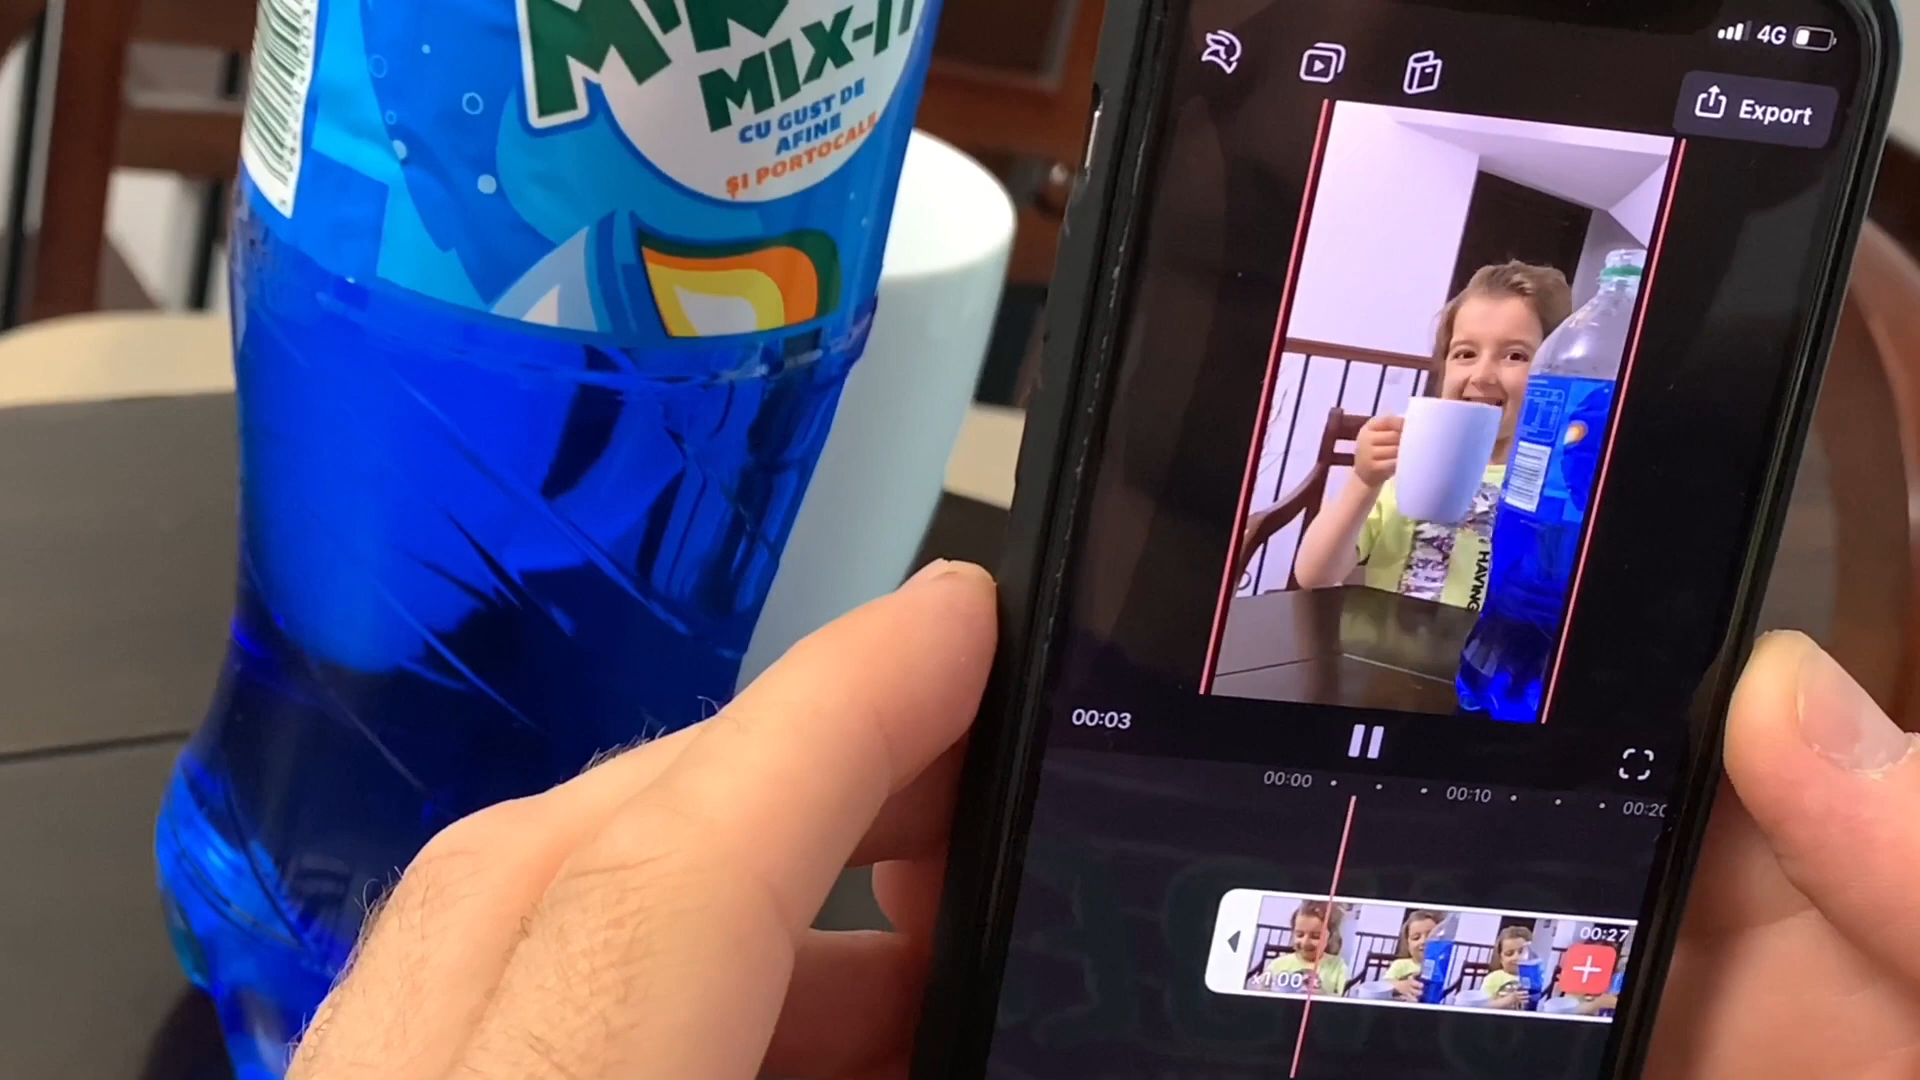 MIX-IT
CU GUST DE
AFINE
ȘI PORTOCALE
4G
Export
HAVING
00:03
00:00
00:10
00:20
00:27
x1.00